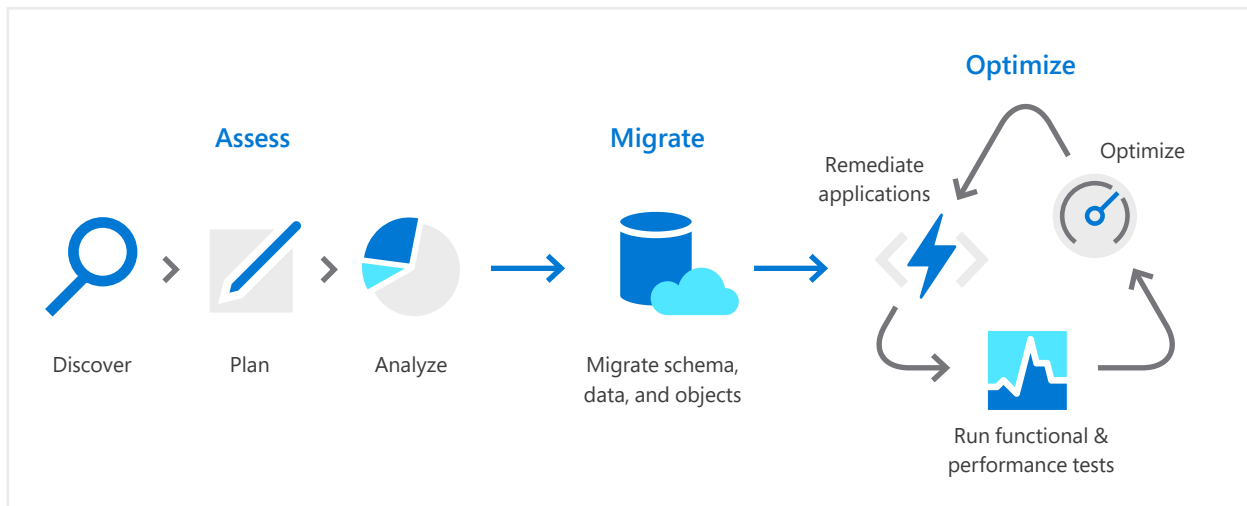 Assess
Discover
Plan
Analyze
Migrate
Migrate schema,
data, and objects
Optimize
Remediate
applications
Optimize
Run functional &
performance tests